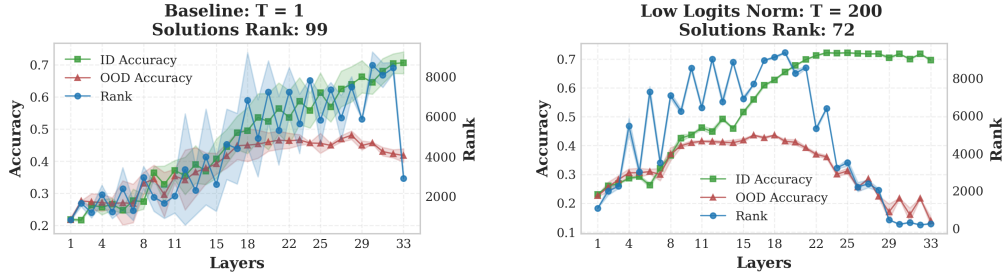 Baseline: T = 1
Solutions Rank: 99
ID Accuracy
OOD Accuracy
Rank
Accuracy
0.7
0.6
0.5
0.4
0.3
0.2
8000
6000
4000
2000
Rank
1 4 8 11 15 18 22 25 29 33
Layers
Low Logits Norm: T = 200
Solutions Rank: 72
Accuracy
0.7
0.6
0.5
0.4
0.3
0.2
0.1
ID Accuracy
OOD Accuracy
Rank
8000
6000
4000
2000
0
Rank
1 4 8 11 15 18 22 25 29 33
Layers